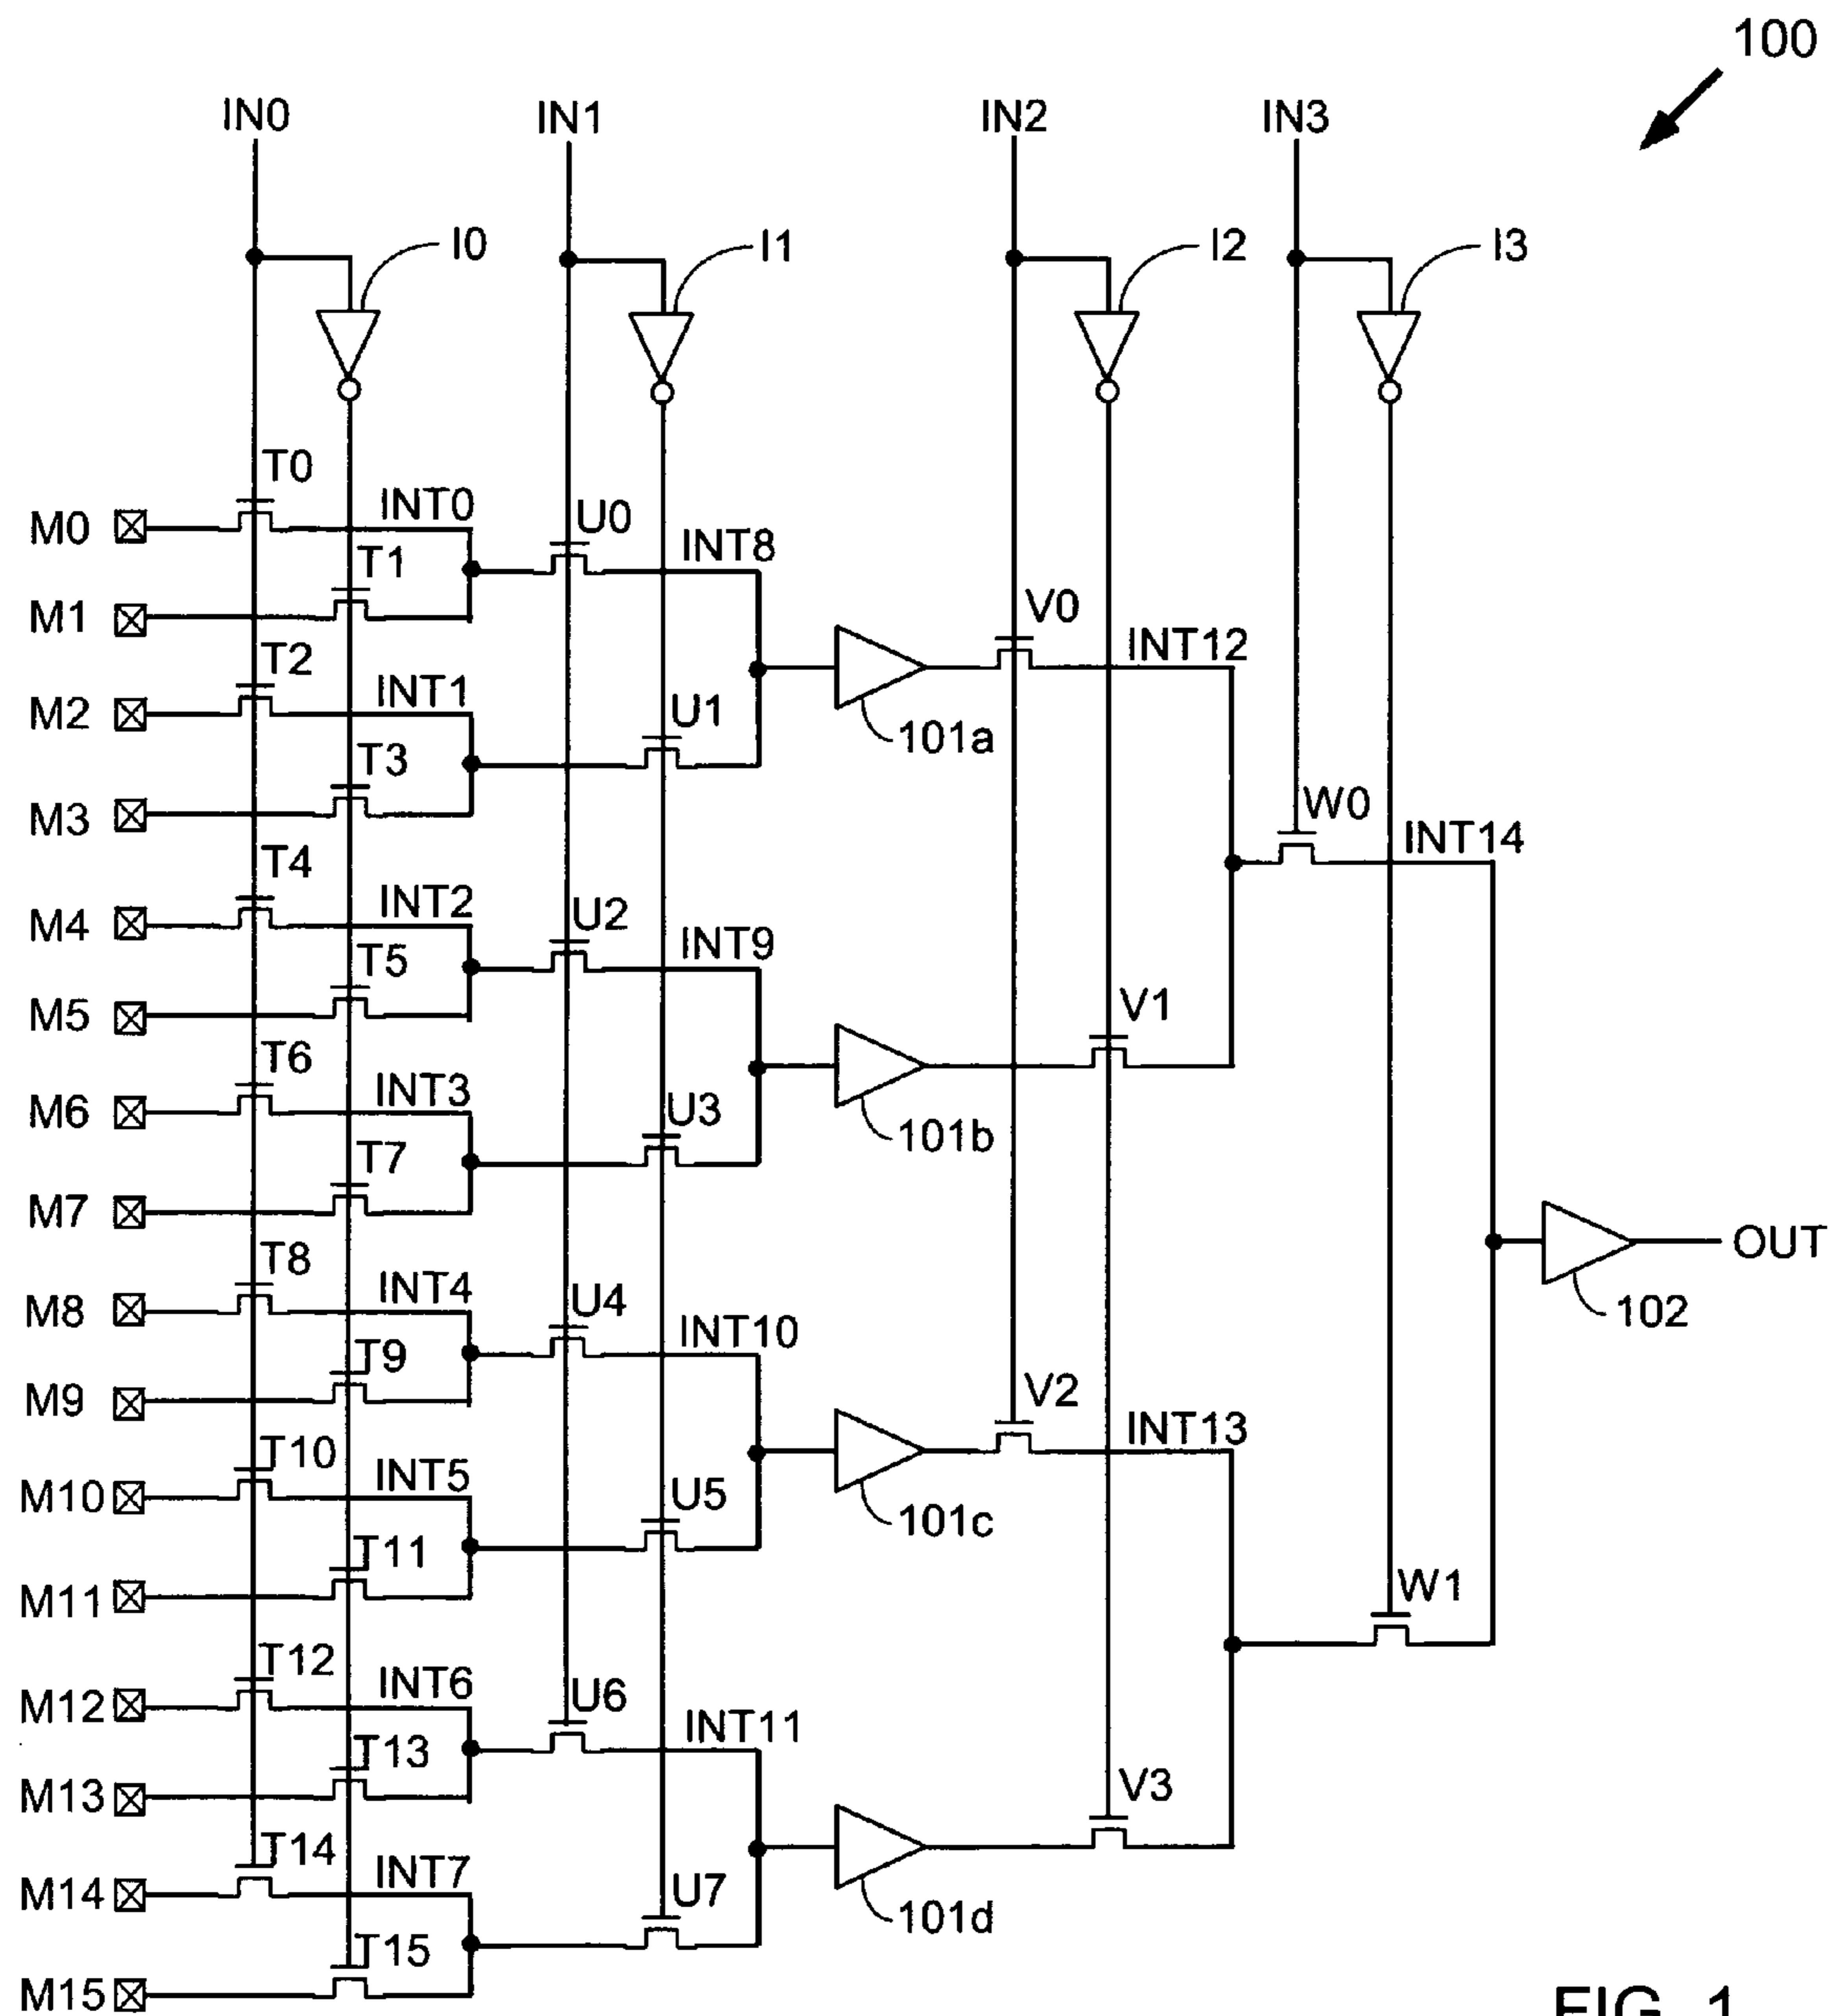 100
IN0 IN1 IN2 IN3
I0 I1 I2 I3
T0
M0 INT0 U0 INT8
T1
M1 V0
T2 INT12
M2 INT1 U1
101a
T3
M3 W0
INT14
T4
M4 INT2 U2 INT9
T5
M5 V1
T6
M6 INT3 U3
101b
T7
M7
OUT
T8
M8 INT4 U4 102
INT10
T9
M9 V2
INT13
T10
M10 INT5 U5
101c
T11
M11 W1
T12
M12 INT6 U6 INT11
T13
M13 V3
T14
M14 INT7 U7
101d
T15
M15
FIG. 1